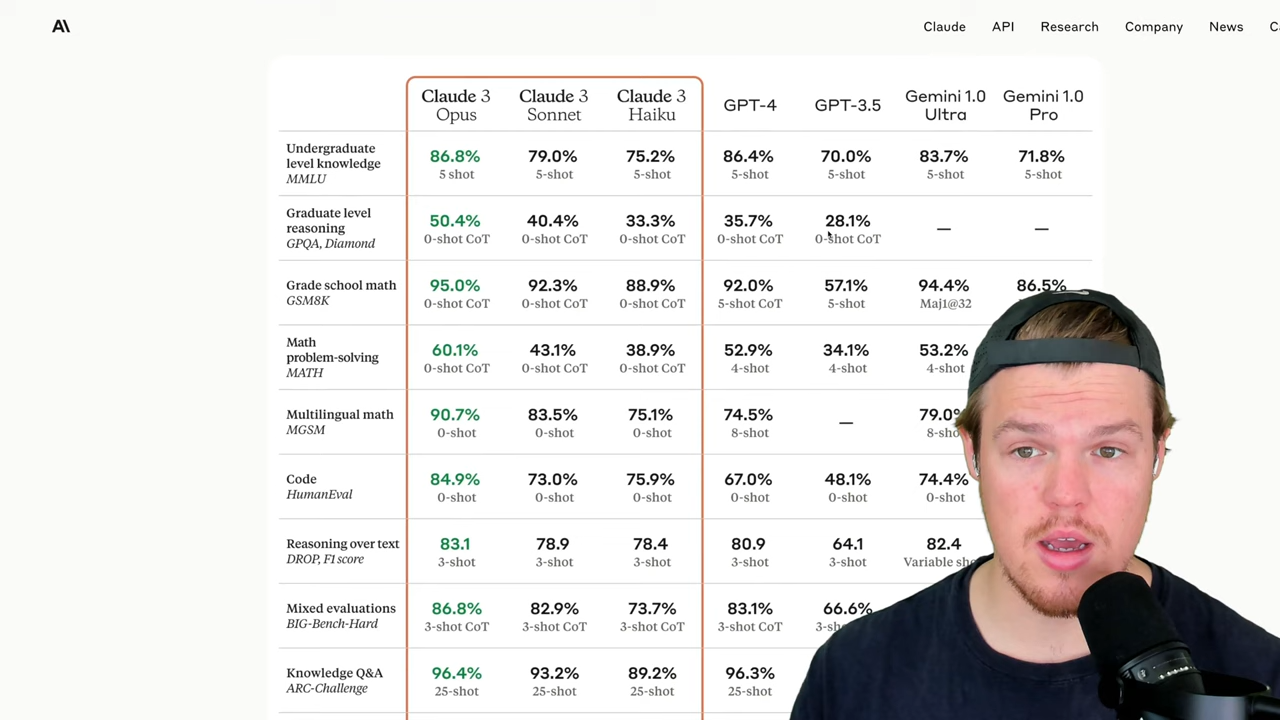 A\ Claude API Research Company News
Claude 3 Opus Claude 3 Sonnet Claude 3 Haiku GPT-4 GPT-3.5 Gemini 1.0 Ultra Gemini 1.0 Pro
Undergraduate level knowledge MMLU
86.8% 79.0% 75.2% 86.4% 70.0% 83.7% 71.8%
5 shot 5-shot 5-shot 5-shot 5-shot 5-shot 5-shot
Graduate level reasoning GPQA, Diamond
50.4% 40.4% 33.3% 35.7% 28.1% — —
0-shot CoT 0-shot CoT 0-shot CoT 0-shot CoT 0-shot CoT
Grade school math GSM8K
95.0% 92.3% 88.9% 92.0% 57.1% 94.4% 86.5%
0-shot CoT 0-shot CoT 0-shot CoT 5-shot CoT 5-shot Maj1@32
Math problem-solving MATH
60.1% 43.1% 38.9% 52.9% 34.1% 53.2%
0-shot CoT 0-shot CoT 0-shot CoT 4-shot 4-shot 4-shot
Multilingual math MGSM
90.7% 83.5% 75.1% 74.5% — 79.0%
0-shot 0-shot 0-shot 8-shot
Code HumanEval
84.9% 73.0% 75.9% 67.0% 48.1% 74.4%
0-shot 0-shot 0-shot 0-shot 0-shot 0-shot
Reasoning over text DROP, F1 score
83.1 78.9 78.4 80.9 64.1 82.4
3-shot 3-shot 3-shot 3-shot 3-shot Variable
Mixed evaluations BIG-Bench-Hard
86.8% 82.9% 73.7% 83.1% 66.6%
3-shot CoT 3-shot CoT 3-shot CoT 3-shot CoT
Knowledge Q&A ARC-Challenge
96.4% 93.2% 89.2% 96.3%
25-shot 25-shot 25-shot 25-shot